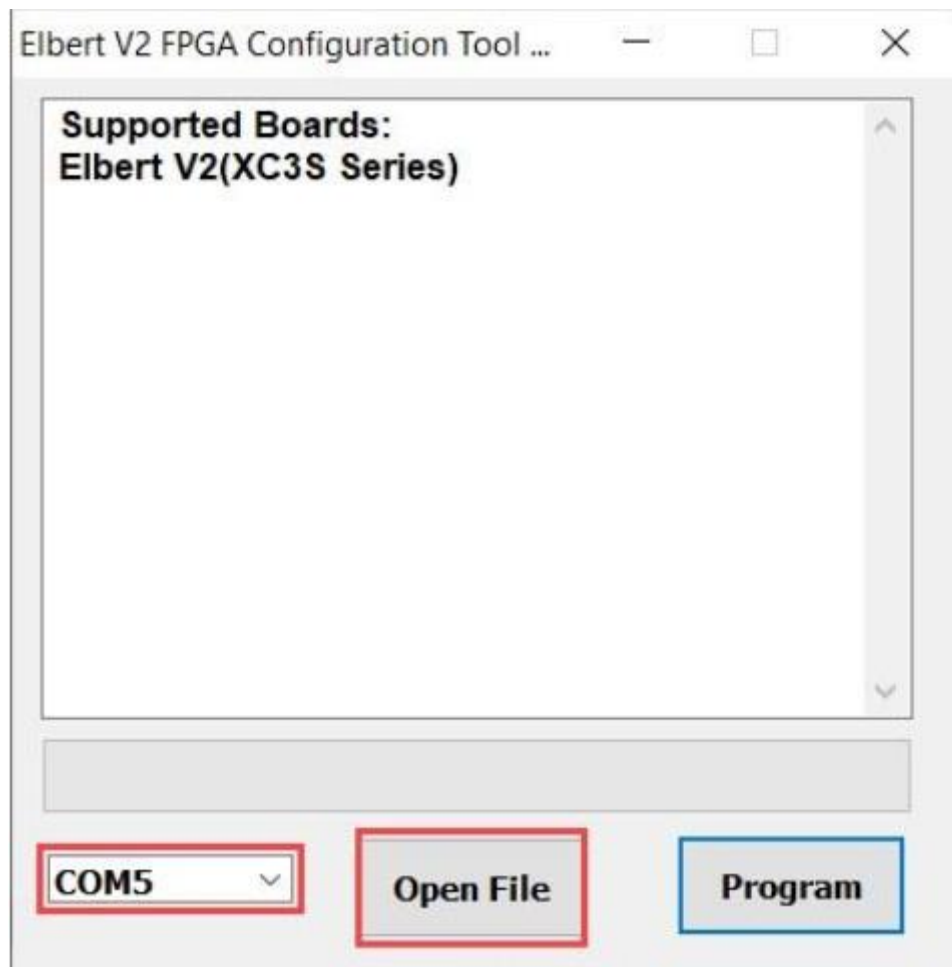 Elbert V2 FPGA Configuration Tool ...
Supported Boards:
Elbert V2(XC3S Series)
COM5
Open File
Program